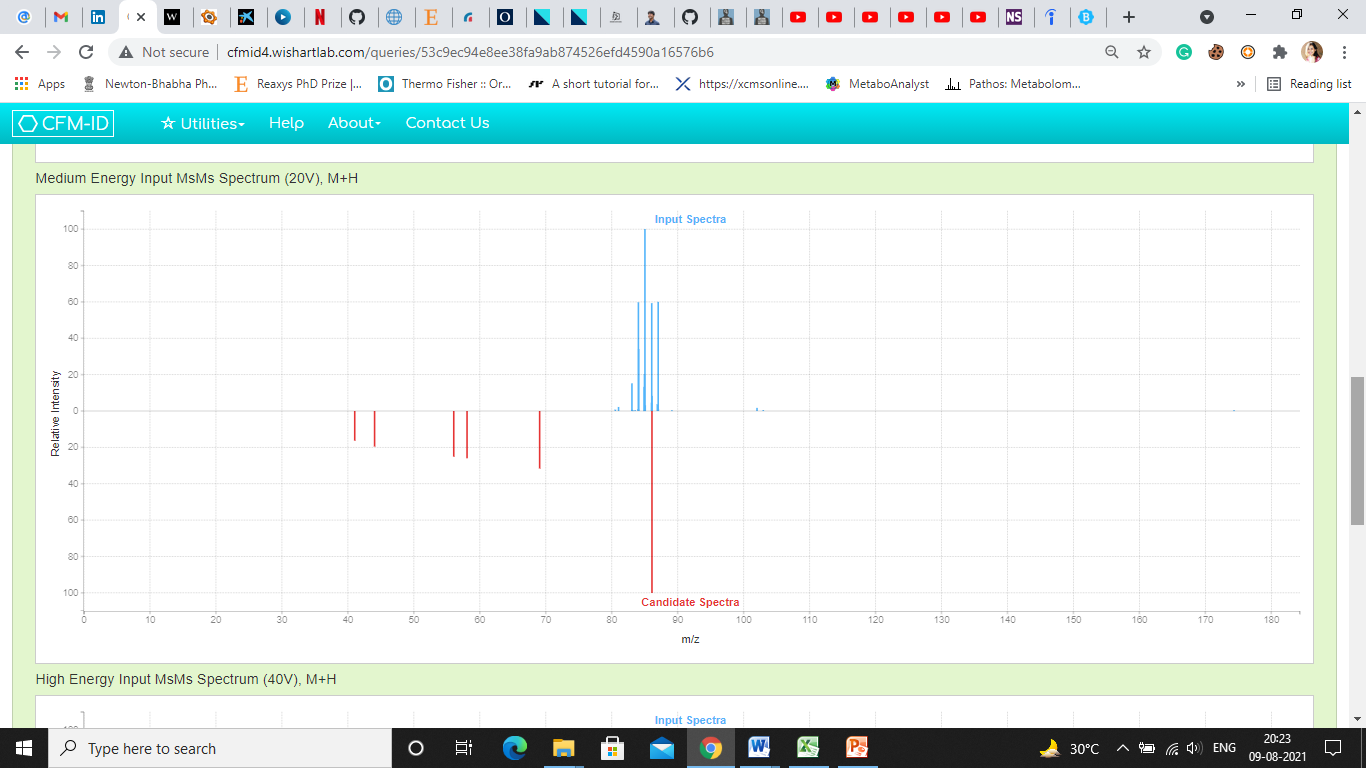 Not secure | cfmid4.wishartlab.com/queries/53c9ec94e8ee38fa9ab874526efd4590a16576b6
Apps Newton-Bhabha Ph... Reaxys PhD Prize |... Thermo Fisher :: Or... A short tutorial for... https://xcmsonline.... MetaboAnalyst Pathos: Metabolom... » Reading list
CFM-ID Utilities Help About Contact Us
Medium Energy Input MsMs Spectrum (20V), M+H
Input Spectra
100
80
60
40
20
0
20
40
60
80
100
Relative Intensity
Candidate Spectra
0 10 20 30 40 50 60 70 80 90 100 110 120 130 140 150 160 170 180
m/z
High Energy Input MsMs Spectrum (40V), M+H
Input Spectra
Type here to search
30°C ENG 20:23
09-08-2021